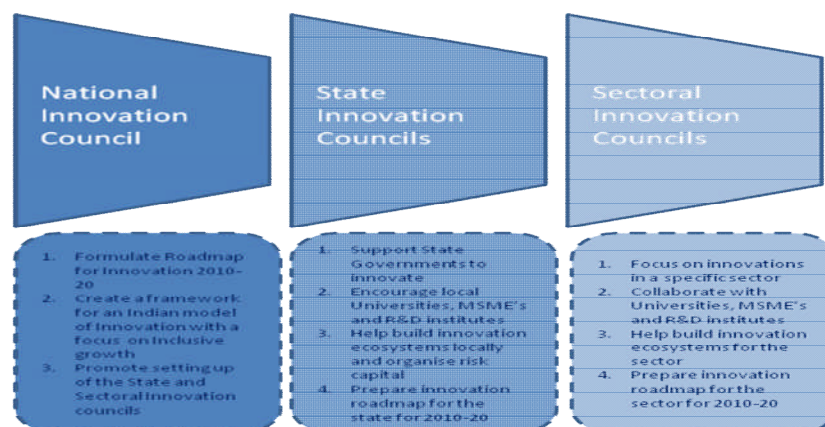 National
Innovation
Council
1. Formulate Roadmap
for Innovation 2010-
20
2. Create a framework
for an Indian model
of Innovation with a
focus on Inclusive
growth
3. Promote setting up
of the State and
Sectoral Innovation
councils
State
Innovation
Councils
1. Support State
Governments to
innovate
2. Encourage local
Universities, MSME's
and R&D institutes
3. Help build innovation
ecosystems locally
and organise risk
capital
4. Prepare innovation
roadmap for the
state for 2010-20
Sectoral
Innovation
Councils
1. Focus on innovations
in a specific sector
2. Collaborate with
Universities, MSME's
and R&D institutes
3. Help build innovation
ecosystems for the
sector
4. Prepare innovation
roadmap for the
sector for 2010-20